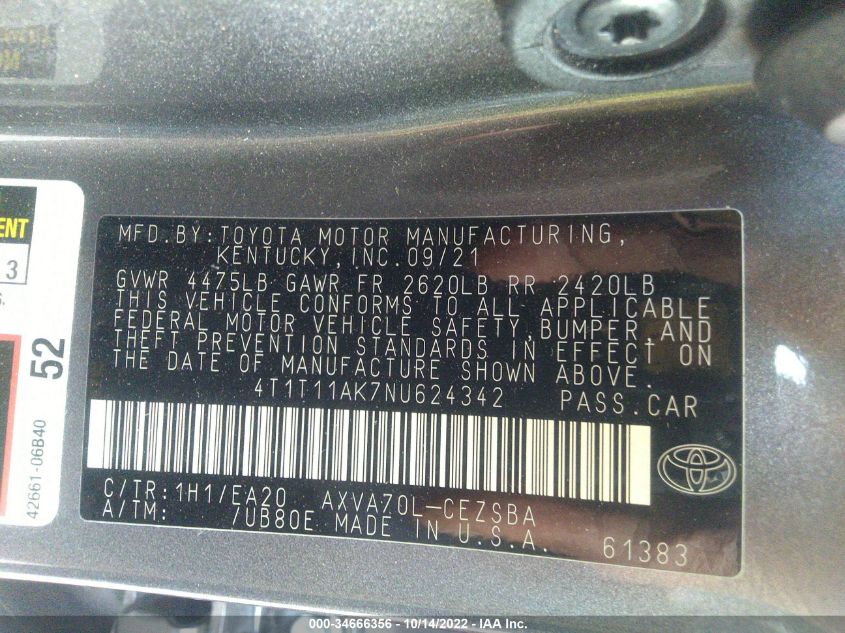 ENT
3
52
42661-06B40
MFD.BY:TOYOTA MOTOR MANUFACTURING,
KENTUCKY,INC.09/21
GVWR 4475LB GAWR FR 2620LB RR 2420LB
THIS VEHICLE CONFORMS TO ALL APPLICABLE
FEDERAL MOTOR VEHICLE SAFETY,BUMPER,AND
THEFT PREVENTION STANDARDS IN EFFECT ON
THE DATE OF MANUFACTURE SHOWN ABOVE.
4T1T11AK7NU624342 PASS.CAR
C/TR:1H1/EA20 AXVA70L-CEZSBA
A/TM: 7UB80E MADE IN U.S.A. 61383
000-34666356 - 10/14/2022 - IAA Inc.